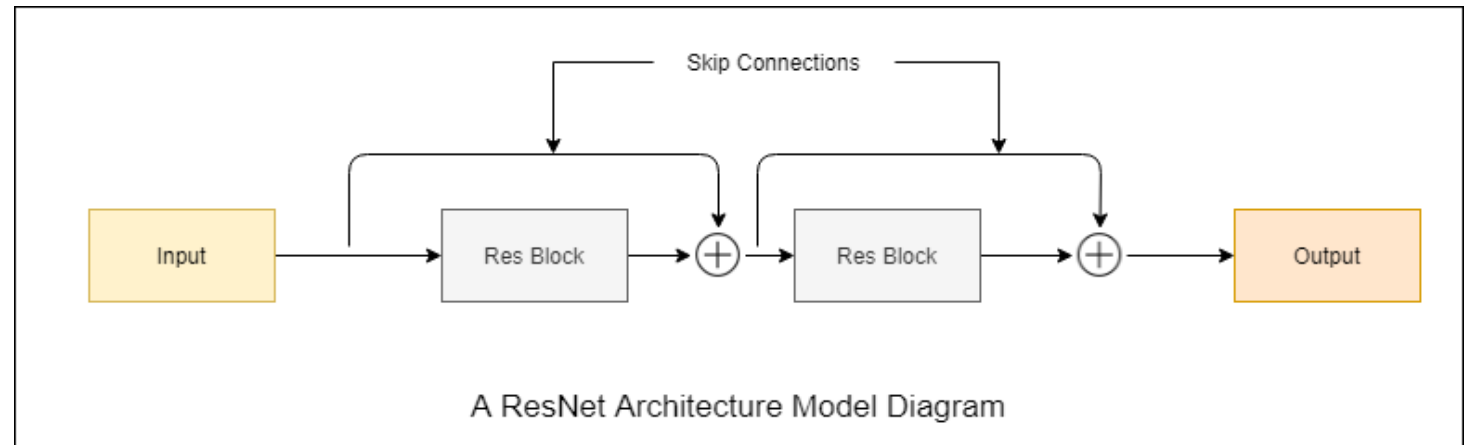 Skip Connections
Input
Res Block
Res Block
Output
A ResNet Architecture Model Diagram